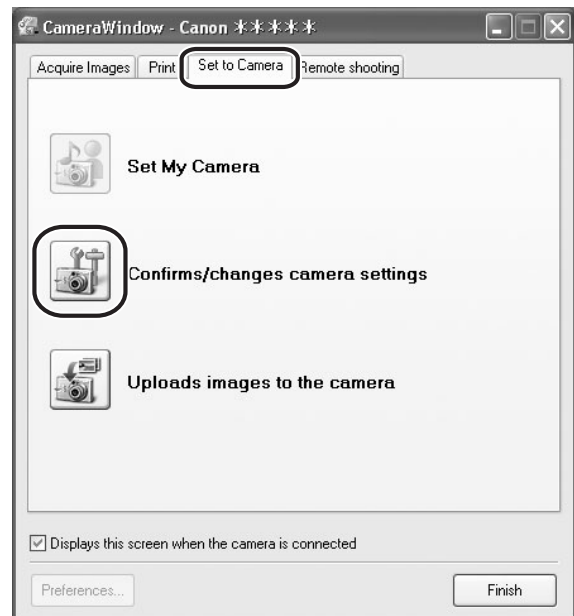 CameraWindow - Canon *****
Acquire Images Print Set to Camera Remote shooting
Set My Camera
Confirms/changes camera settings
Uploads images to the camera
Displays this screen when the camera is connected
Preferences... Finish